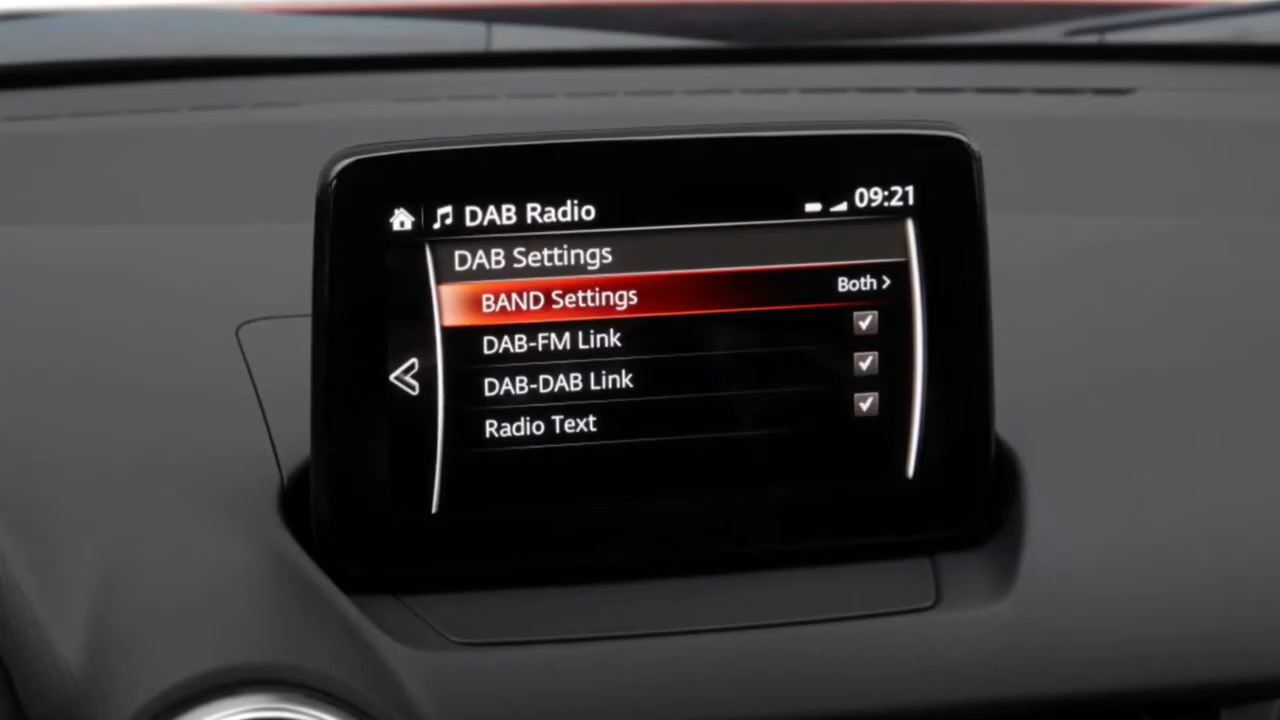 DAB Radio 09:21
DAB Settings
BAND Settings Both >
DAB-FM Link
DAB-DAB Link
Radio Text